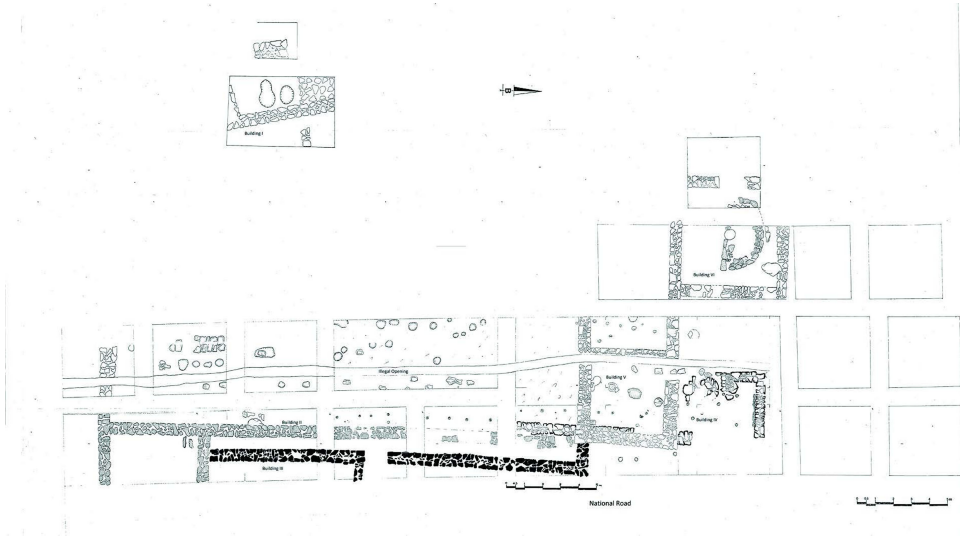 Building I
B
Building VI
Illegal Opening
Building V
Building II
Building IV
Building III
National Road